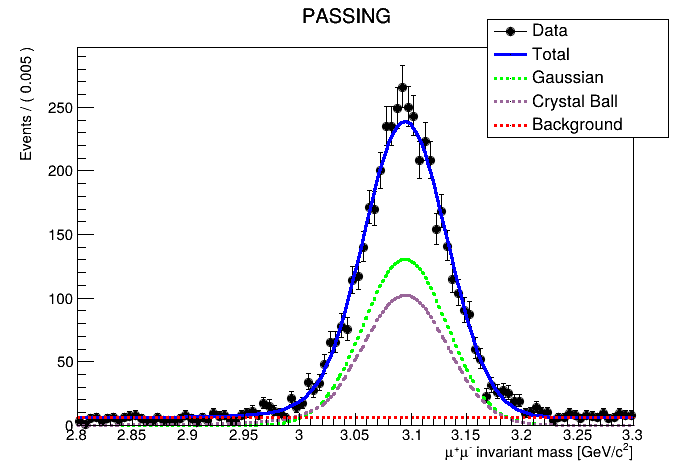 PASSING
Data
Total
Gaussian
Crystal Ball
Background
Events / ( 0.005 )
250
200
150
100
50
0
2.8 2.85 2.9 2.95 3 3.05 3.1 3.15 3.2 3.25 3.3
μ⁺μ⁻ invariant mass [GeV/c²]